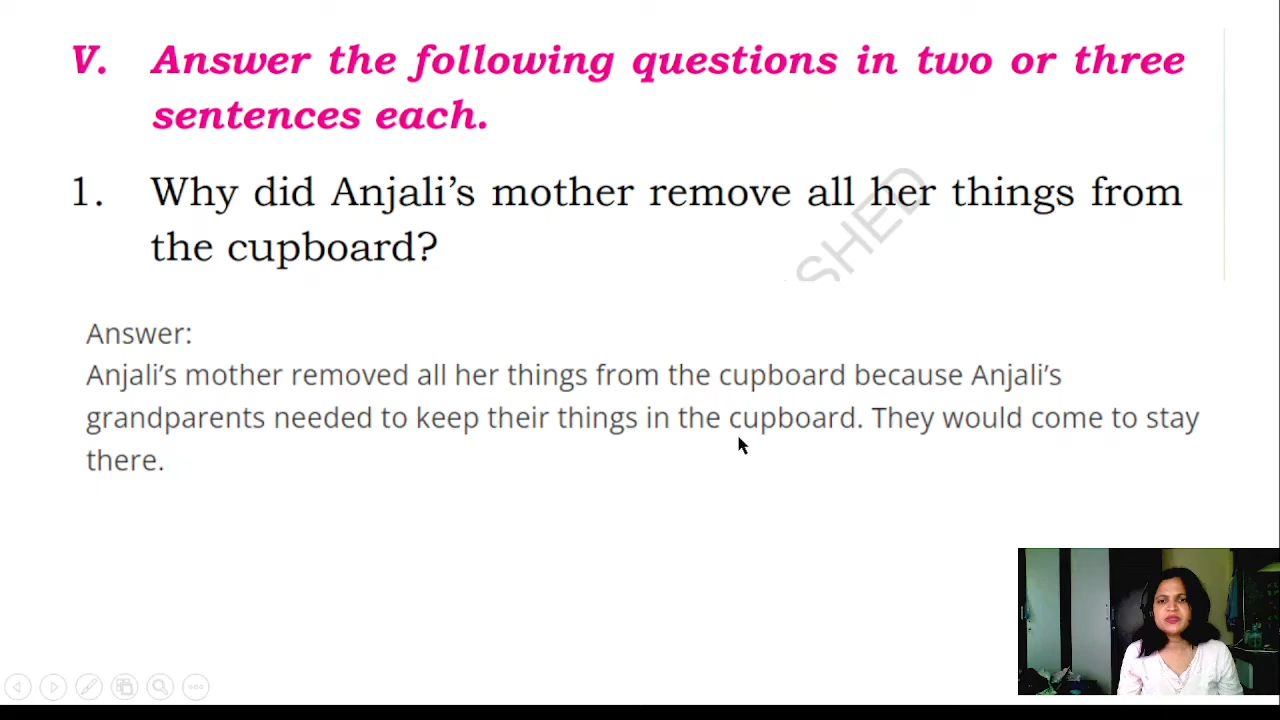 V. Answer the following questions in two or three
sentences each.
1. Why did Anjali's mother remove all her things from
the cupboard?
SHED
Answer:
Anjali's mother removed all her things from the cupboard because Anjali's
grandparents needed to keep their things in the cupboard. They would come to stay
there.